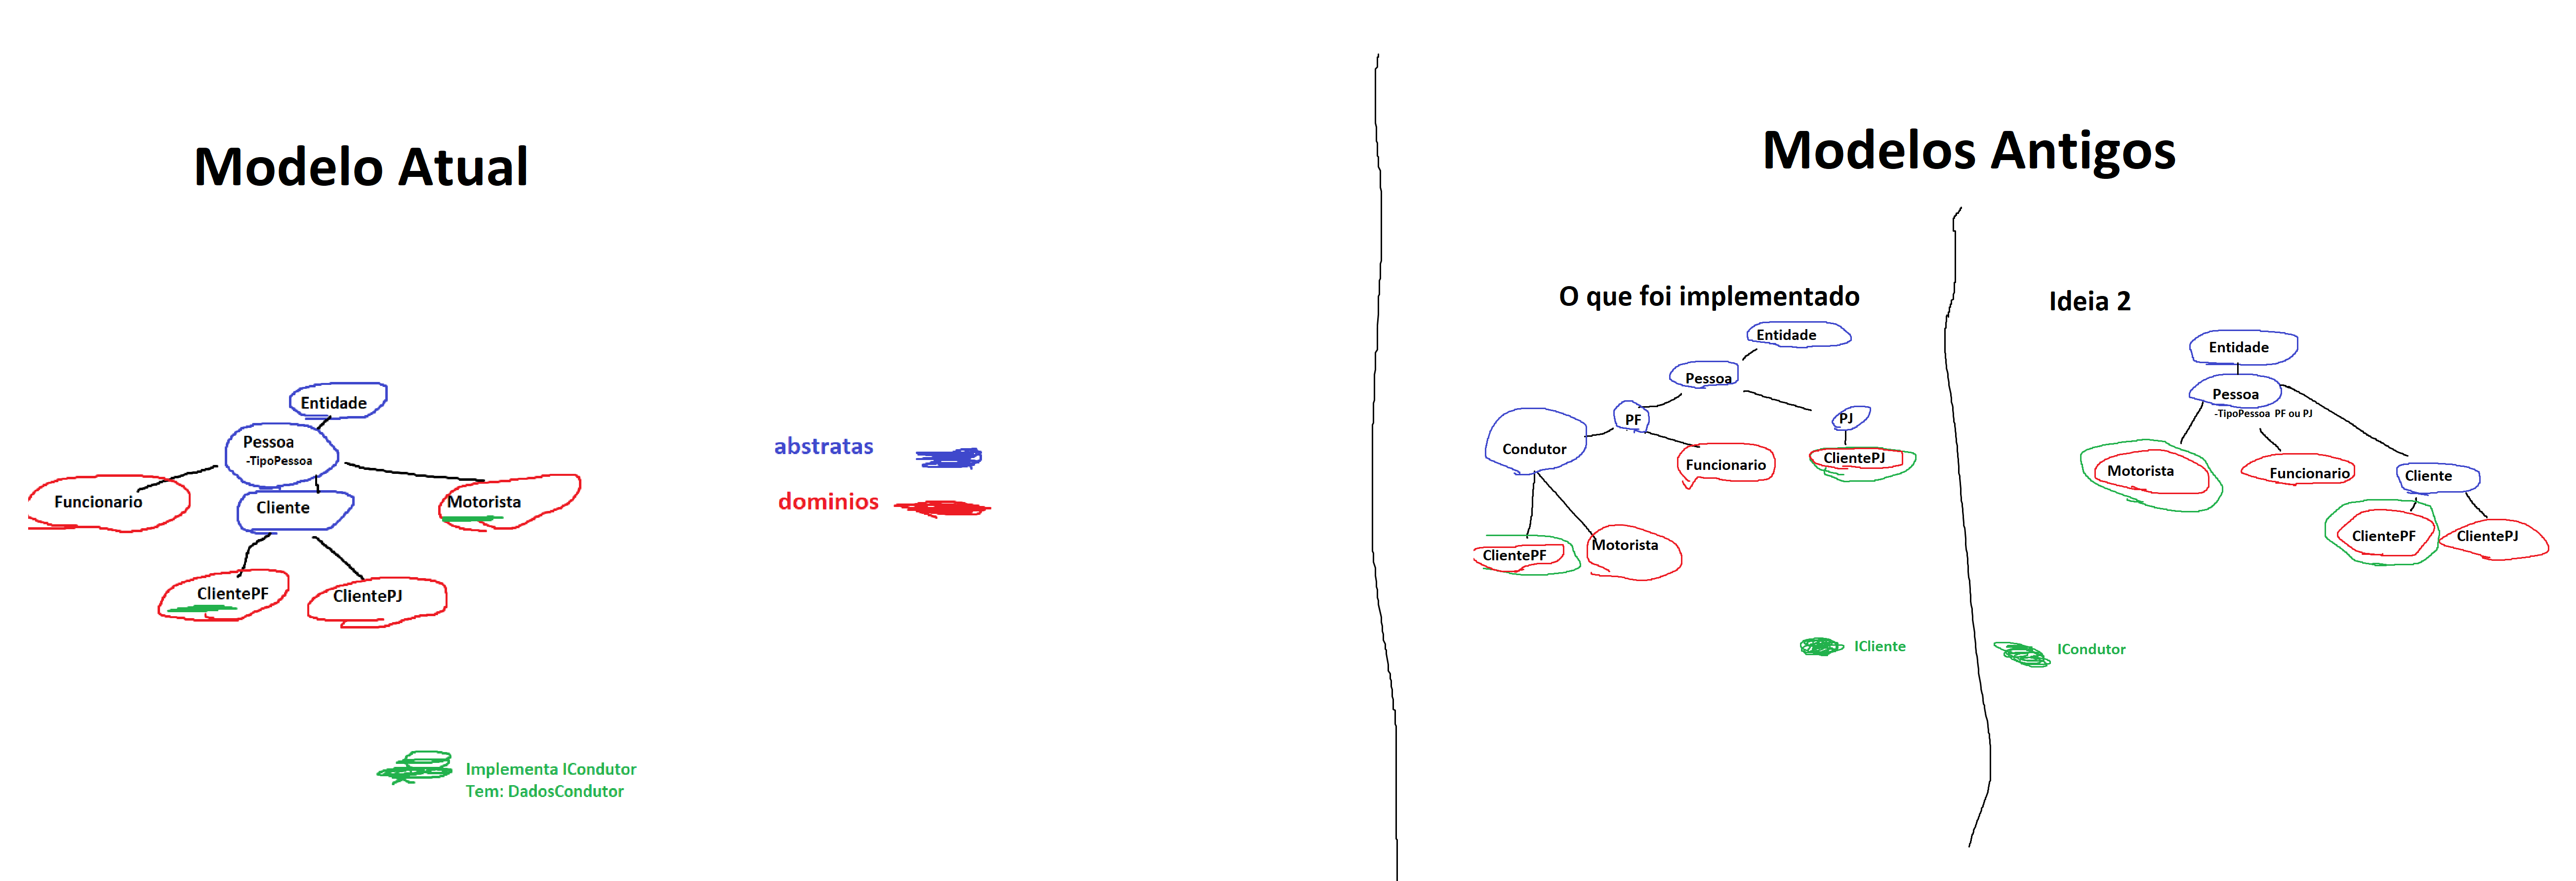 Modelo Atual
Entidade
Pessoa
-TipoPessoa
Funcionario
Cliente
Motorista
ClientePF
ClientePJ
Implementa ICondutor
Tem: DadosCondutor
abstratas
dominios
Modelos Antigos
O que foi implementado
Entidade
Pessoa
PF
PJ
Condutor
Funcionario
ClientePJ
ClientePF
Motorista
ICliente
Ideia 2
Entidade
Pessoa
-TipoPessoa PF ou PJ
Motorista
Funcionario
Cliente
ClientePF
ClientePJ
ICondutor